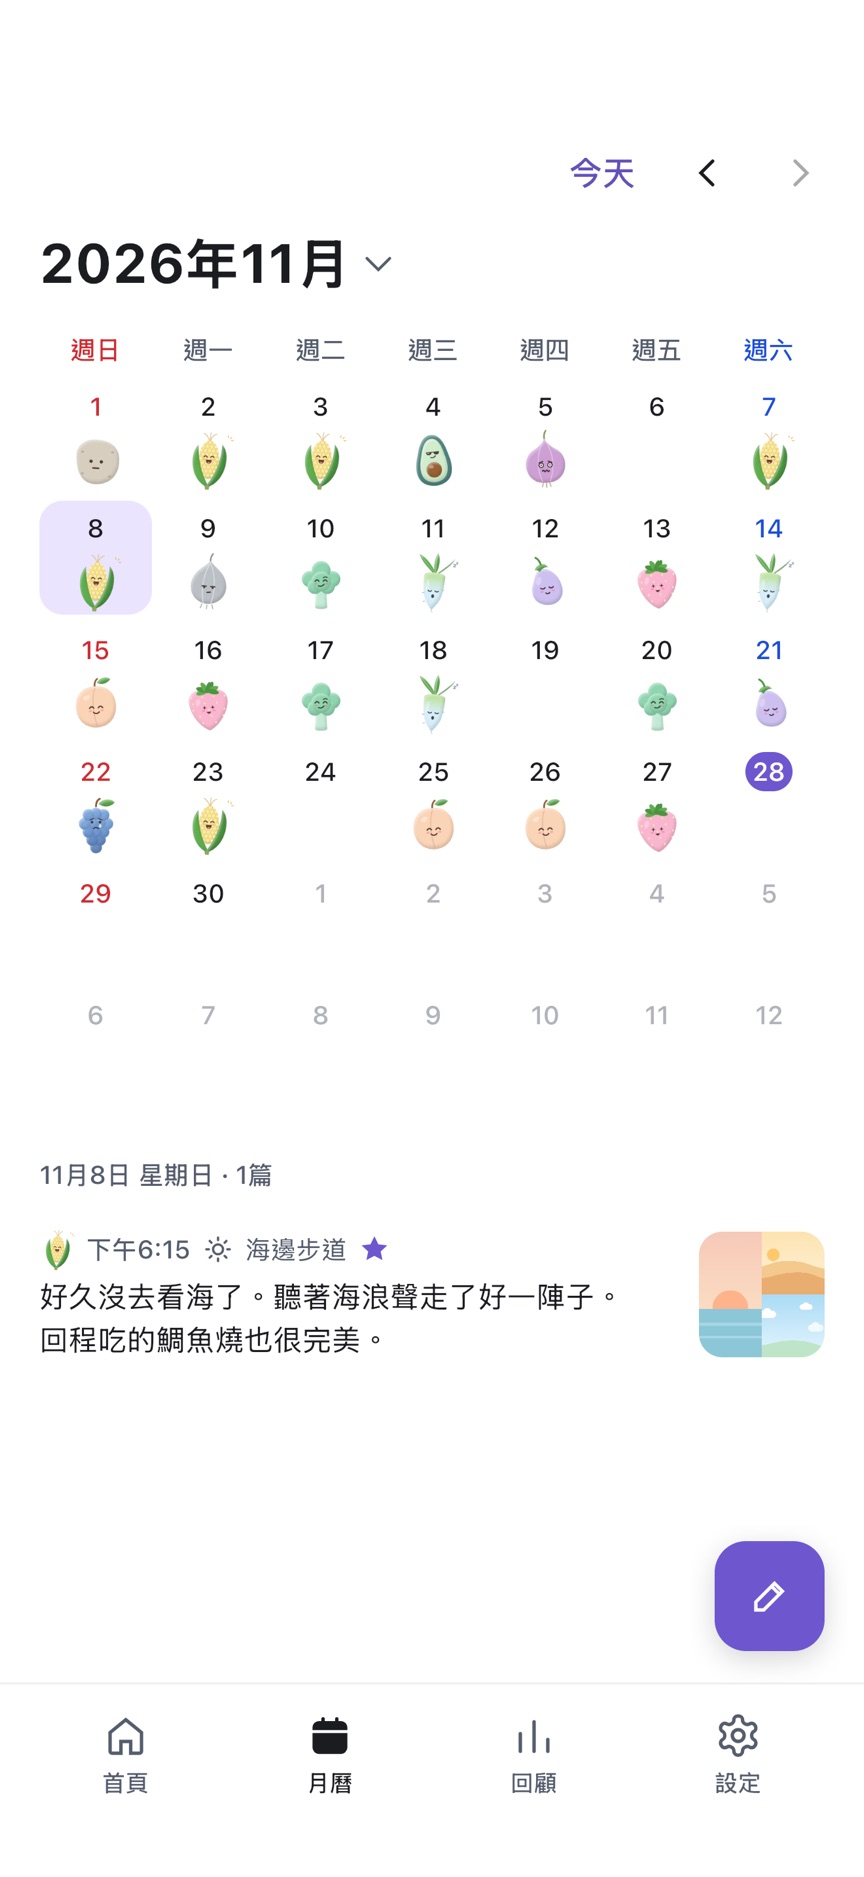 今天
2026年11月
週日 週一 週二 週三 週四 週五 週六
1 2 3 4 5 6 7
8 9 10 11 12 13 14
15 16 17 18 19 20 21
22 23 24 25 26 27 28
29 30 1 2 3 4 5
6 7 8 9 10 11 12
11月8日 星期日 · 1篇
下午6:15 海邊步道
好久沒去看海了。聽著海浪聲走了好一陣子。
回程吃的鯛魚燒也很完美。
首頁 月曆 回顧 設定